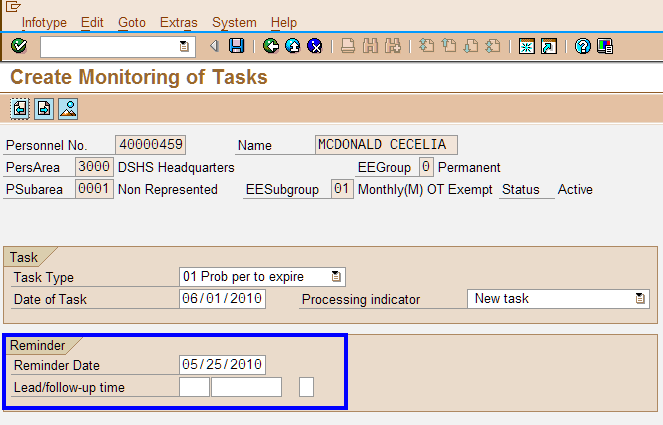 Infotype Edit Goto Extras System Help
Create Monitoring of Tasks
Personnel No. 40000459 Name MCDONALD CECELIA
PersArea 3000 DSHS Headquarters EEGroup 0 Permanent
PSubarea 0001 Non Represented EESubgroup 01 Monthly(M) OT Exempt Status Active
Task
Task Type 01 Prob per to expire
Date of Task 06/01/2010 Processing indicator New task
Reminder
Reminder Date 05/25/2010
Lead/follow-up time